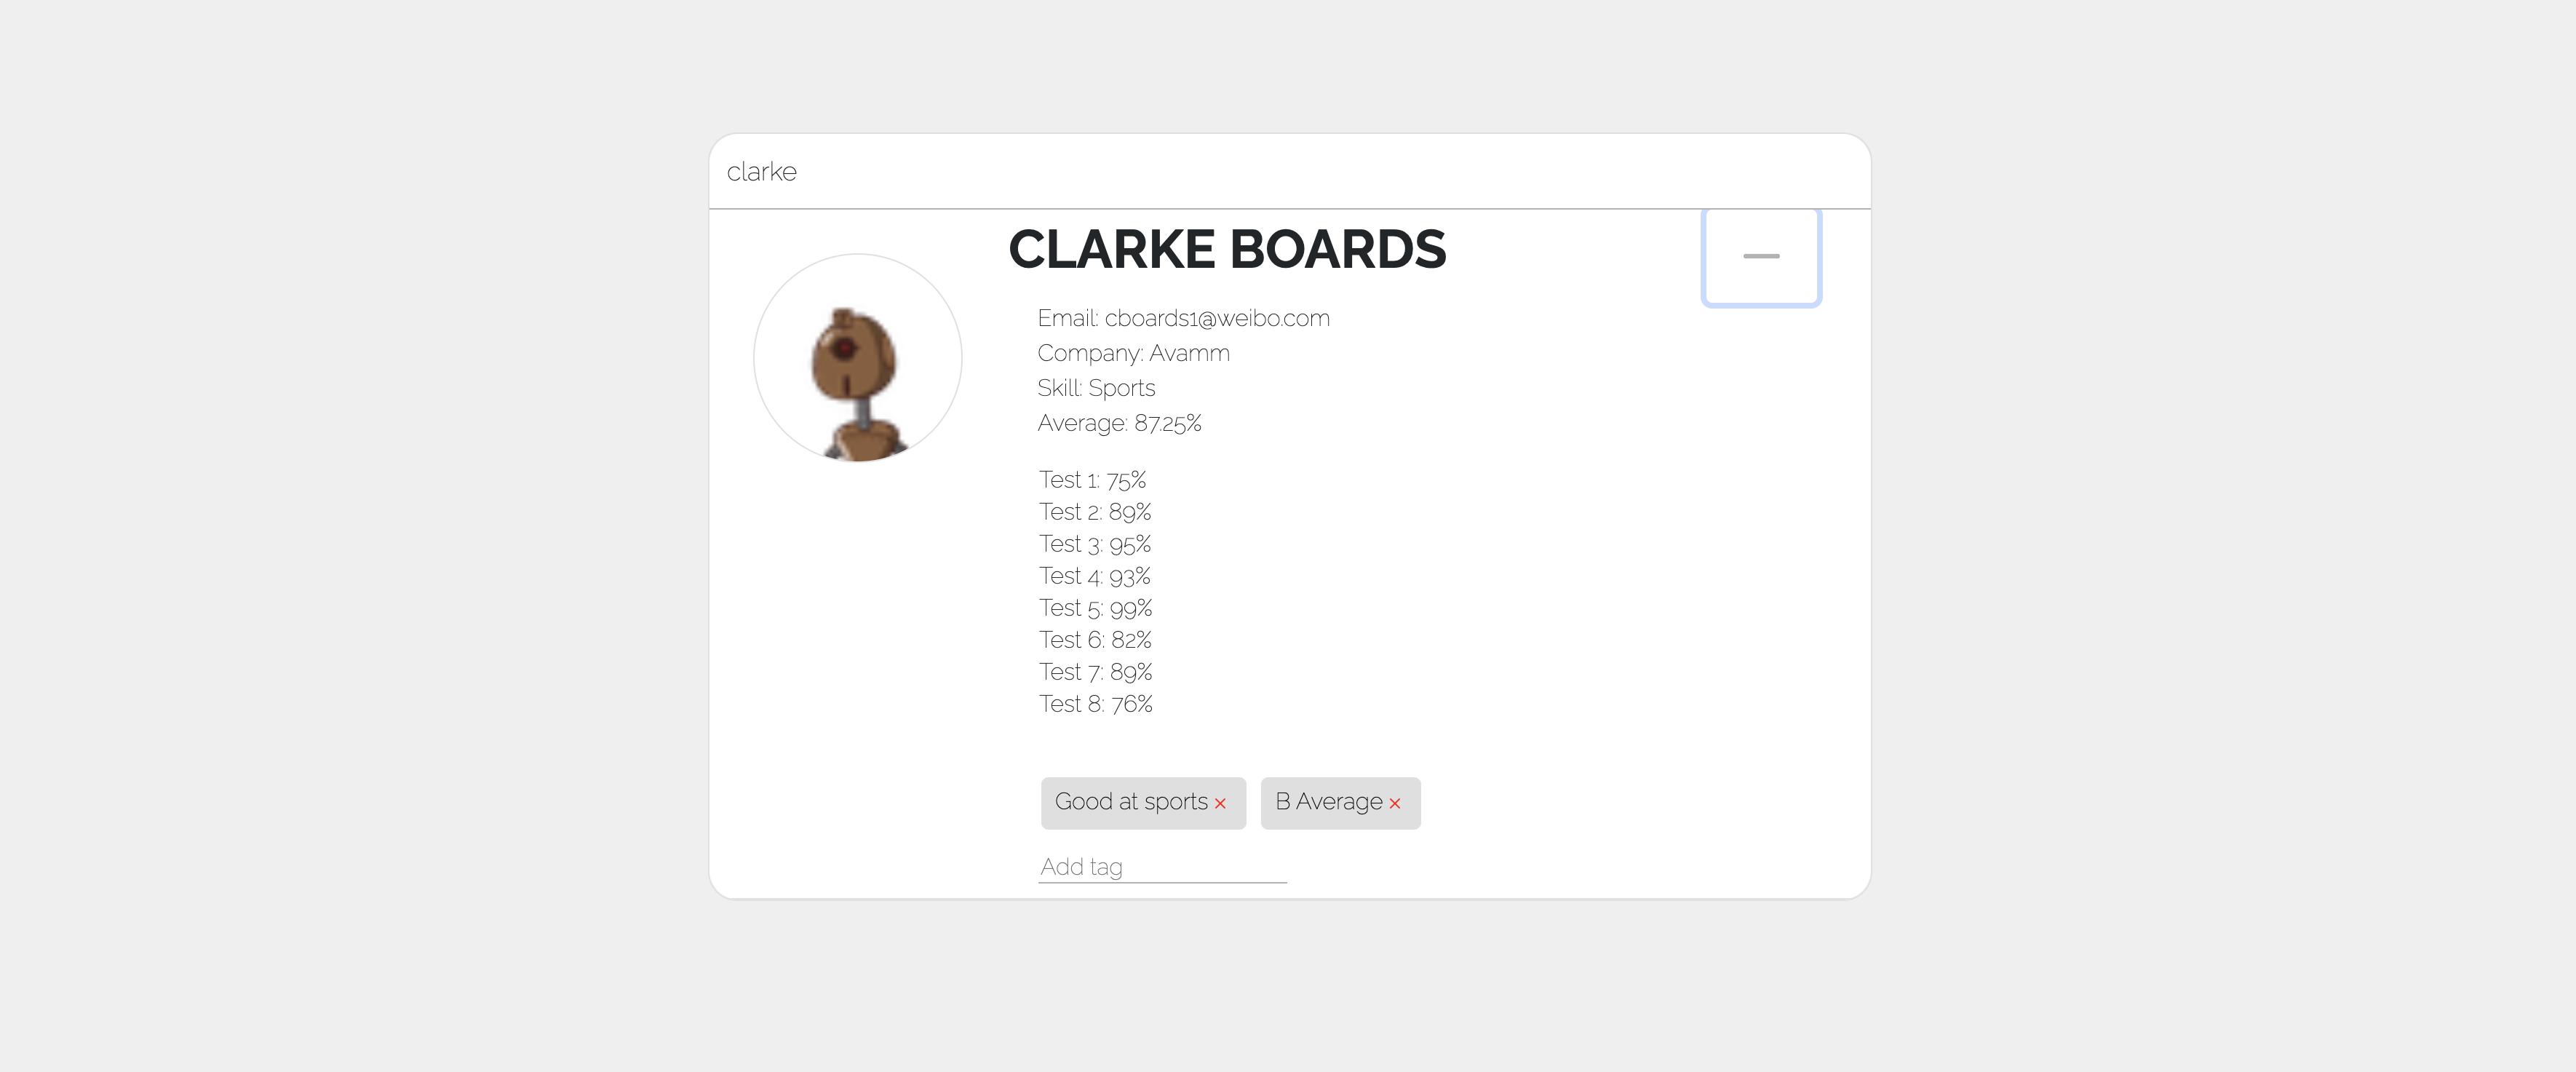 clarke
CLARKE BOARDS
Email: cboards1@weibo.com
Company: Avamm
Skill: Sports
Average: 87.25%
Test 1: 75%
Test 2: 89%
Test 3: 95%
Test 4: 93%
Test 5: 99%
Test 6: 82%
Test 7: 89%
Test 8: 76%
Good at sports × B Average ×
Add tag